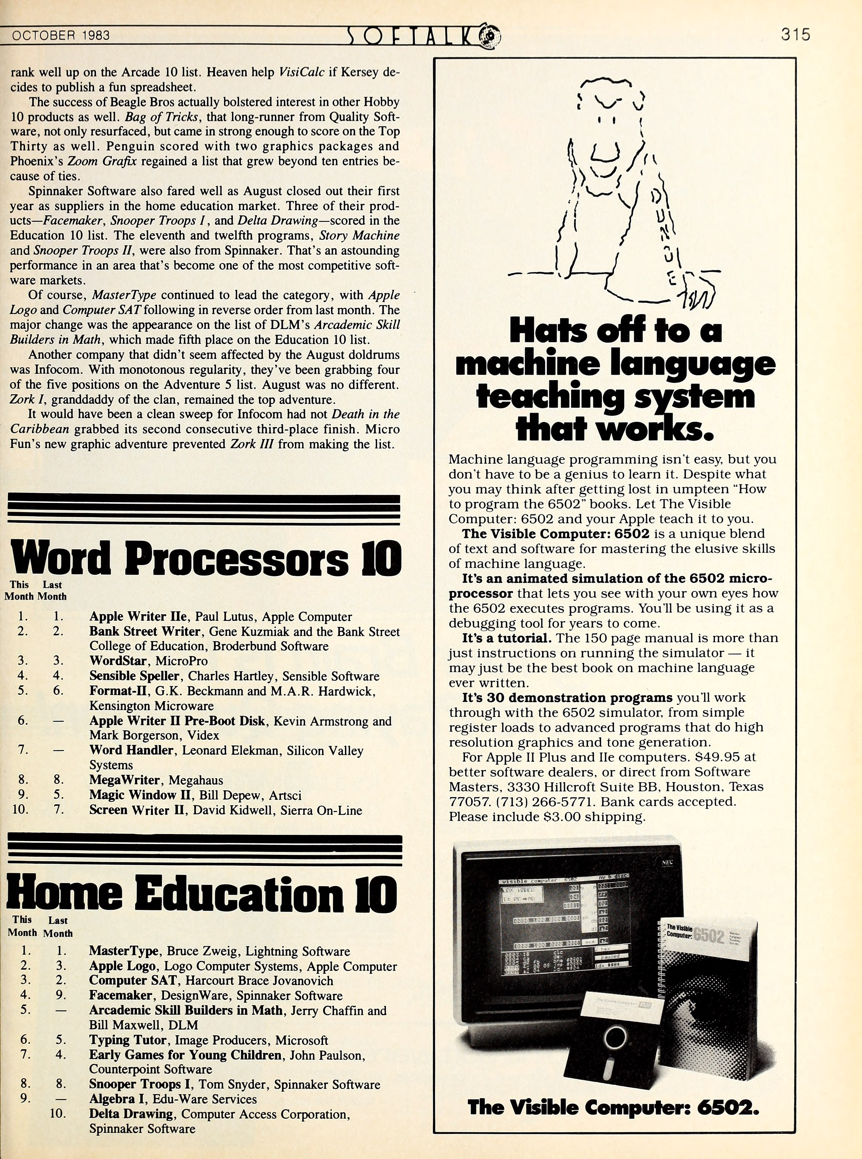 OCTOBER 1983
SOFTALK
315
rank well up on the Arcade 10 list. Heaven help VisiCalc if Kersey de-
cides to publish a fun spreadsheet.
The success of Beagle Bros actually bolstered interest in other Hobby
10 products as well. Bag of Tricks, that long-runner from Quality Soft-
ware, not only resurfaced, but came in strong enough to score on the Top
Thirty as well. Penguin scored with two graphics packages and
Phoenix's Zoom Grafix regained a list that grew beyond ten entries be-
cause of ties.
Spinnaker Software also fared well as August closed out their first
year as suppliers in the home education market. Three of their prod-
ucts—Facemaker, Snooper Troops I, and Delta Drawing—scored in the
Education 10 list. The eleventh and twelfth programs, Story Machine
and Snooper Troops II, were also from Spinnaker. That's an astounding
performance in an area that's become one of the most competitive soft-
ware markets.
Of course, MasterType continued to lead the category, with Apple
Logo and Computer SAT following in reverse order from last month. The
major change was the appearance on the list of DLM's Arcademic Skill
Builders in Math, which made fifth place on the Education 10 list.
Another company that didn't seem affected by the August doldrums
was Infocom. With monotonous regularity, they've been grabbing four
of the five positions on the Adventure 5 list. August was no different.
Zork I, granddaddy of the clan, remained the top adventure.
It would have been a clean sweep for Infocom had not Death in the
Caribbean grabbed its second consecutive third-place finish. Micro
Fun's new graphic adventure prevented Zork III from making the list.
Word Processors 10
This Last
Month Month
1. 1. Apple Writer IIe, Paul Lutus, Apple Computer
2. 2. Bank Street Writer, Gene Kuzmiak and the Bank Street
College of Education, Broderbund Software
3. 3. WordStar, MicroPro
4. 4. Sensible Speller, Charles Hartley, Sensible Software
5. 6. Format-II, G.K. Beckmann and M.A.R. Hardwick,
Kensington Microware
6. — Apple Writer II Pre-Boot Disk, Kevin Armstrong and
Mark Borgerson, Videx
7. — Word Handler, Leonard Elekman, Silicon Valley
Systems
8. 8. MegaWriter, Megahaus
9. 5. Magic Window II, Bill Depew, Artsci
10. 7. Screen Writer II, David Kidwell, Sierra On-Line
Home Education 10
This Last
Month Month
1. 1. MasterType, Bruce Zweig, Lightning Software
2. 3. Apple Logo, Logo Computer Systems, Apple Computer
3. 2. Computer SAT, Harcourt Brace Jovanovich
4. 9. Facemaker, DesignWare, Spinnaker Software
5. — Arcademic Skill Builders in Math, Jerry Chaffin and
Bill Maxwell, DLM
6. 5. Typing Tutor, Image Producers, Microsoft
7. 4. Early Games for Young Children, John Paulson,
Counterpoint Software
8. 8. Snooper Troops I, Tom Snyder, Spinnaker Software
9. — Algebra I, Edu-Ware Services
10. Delta Drawing, Computer Access Corporation,
Spinnaker Software
DUNCE
Hats off to a
machine language
teaching system
that works.
Machine language programming isn't easy, but you
don't have to be a genius to learn it. Despite what
you may think after getting lost in umpteen "How
to program the 6502" books. Let The Visible
Computer: 6502 and your Apple teach it to you.
The Visible Computer: 6502 is a unique blend
of text and software for mastering the elusive skills
of machine language.
It's an animated simulation of the 6502 micro-
processor that lets you see with your own eyes how
the 6502 executes programs. You'll be using it as a
debugging tool for years to come.
It's a tutorial. The 150 page manual is more than
just instructions on running the simulator — it
may just be the best book on machine language
ever written.
It's 30 demonstration programs you'll work
through with the 6502 simulator, from simple
register loads to advanced programs that do high
resolution graphics and tone generation.
For Apple II Plus and IIe computers. $49.95 at
better software dealers, or direct from Software
Masters, 3330 Hillcroft Suite BB, Houston, Texas
77057. (713) 266-5771. Bank cards accepted.
Please include $3.00 shipping.
NEC
The Visible
Computer: 6502
The Visible Computer: 6502.